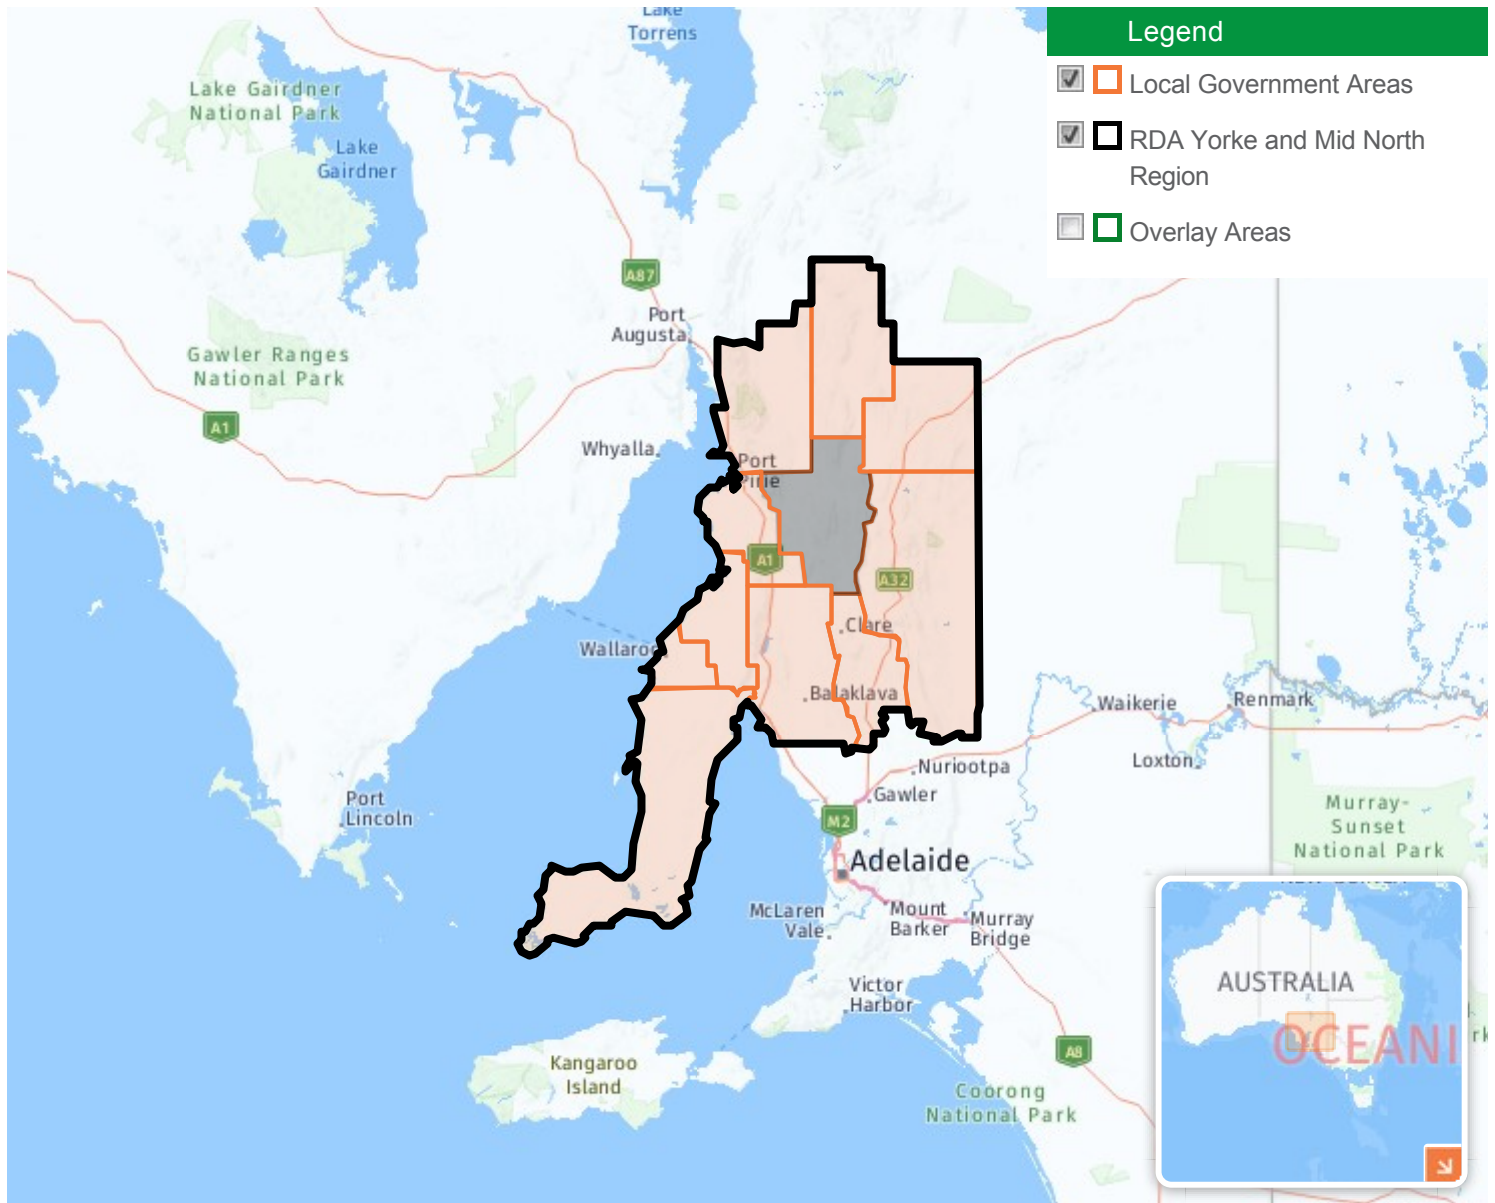 Lake
Torrens
Legend
Local Government Areas
RDA Yorke and Mid North
Region
Overlay Areas
Lake Gairdner
National Park
Lake
Gairdner
A87
Port
Augusta
Gawler Ranges
National Park
A1
Whyalla
Port
Pirie
A1
A32
Clare
Wallaroo
Balaklava
Waikerie
Renmark
Loxton
Nuriootpa
Gawler
Port
Lincoln
M2
Murray-
Sunset
National Park
Adelaide
McLaren
Vale
Mount
Barker
Murray
Bridge
Victor
Harbor
AUSTRALIA
OCEANI
Kangaroo
Island
A8
Coorong
National Park